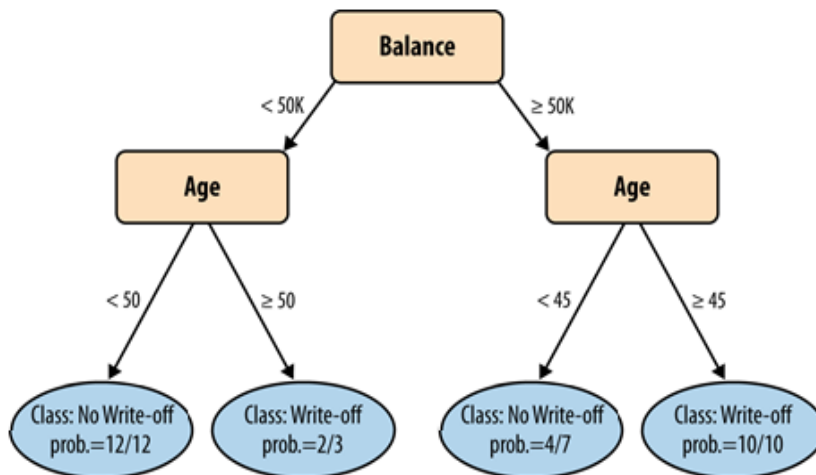 Balance
< 50K
≥ 50K
Age
Age
< 50
≥ 50
< 45
≥ 45
Class: No Write-off
prob.=12/12
Class: Write-off
prob.=2/3
Class: No Write-off
prob.=4/7
Class: Write-off
prob.=10/10